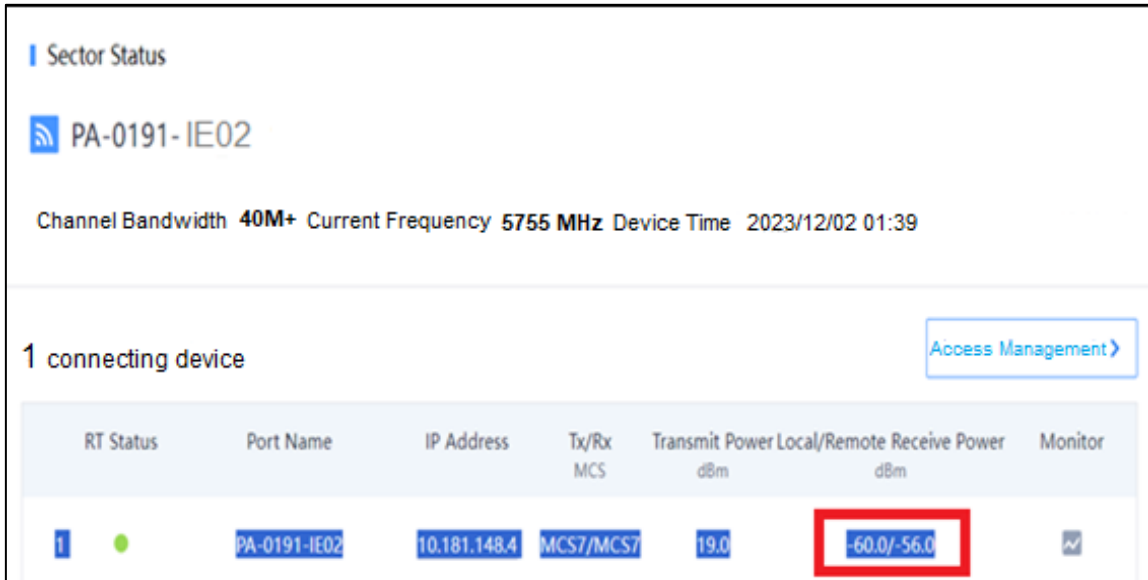 Sector Status
PA-0191-IE02
Channel Bandwidth 40M+ Current Frequency 5755 MHz Device Time 2023/12/02 01:39
1 connecting device
Access Management
RT Status Port Name IP Address Tx/Rx Transmit Power Local/Remote Receive Power Monitor
MCS dBm dBm
1 PA-0191-IE02 10.181.148.4 MCS7/MCS7 19.0 -60.0/-56.0